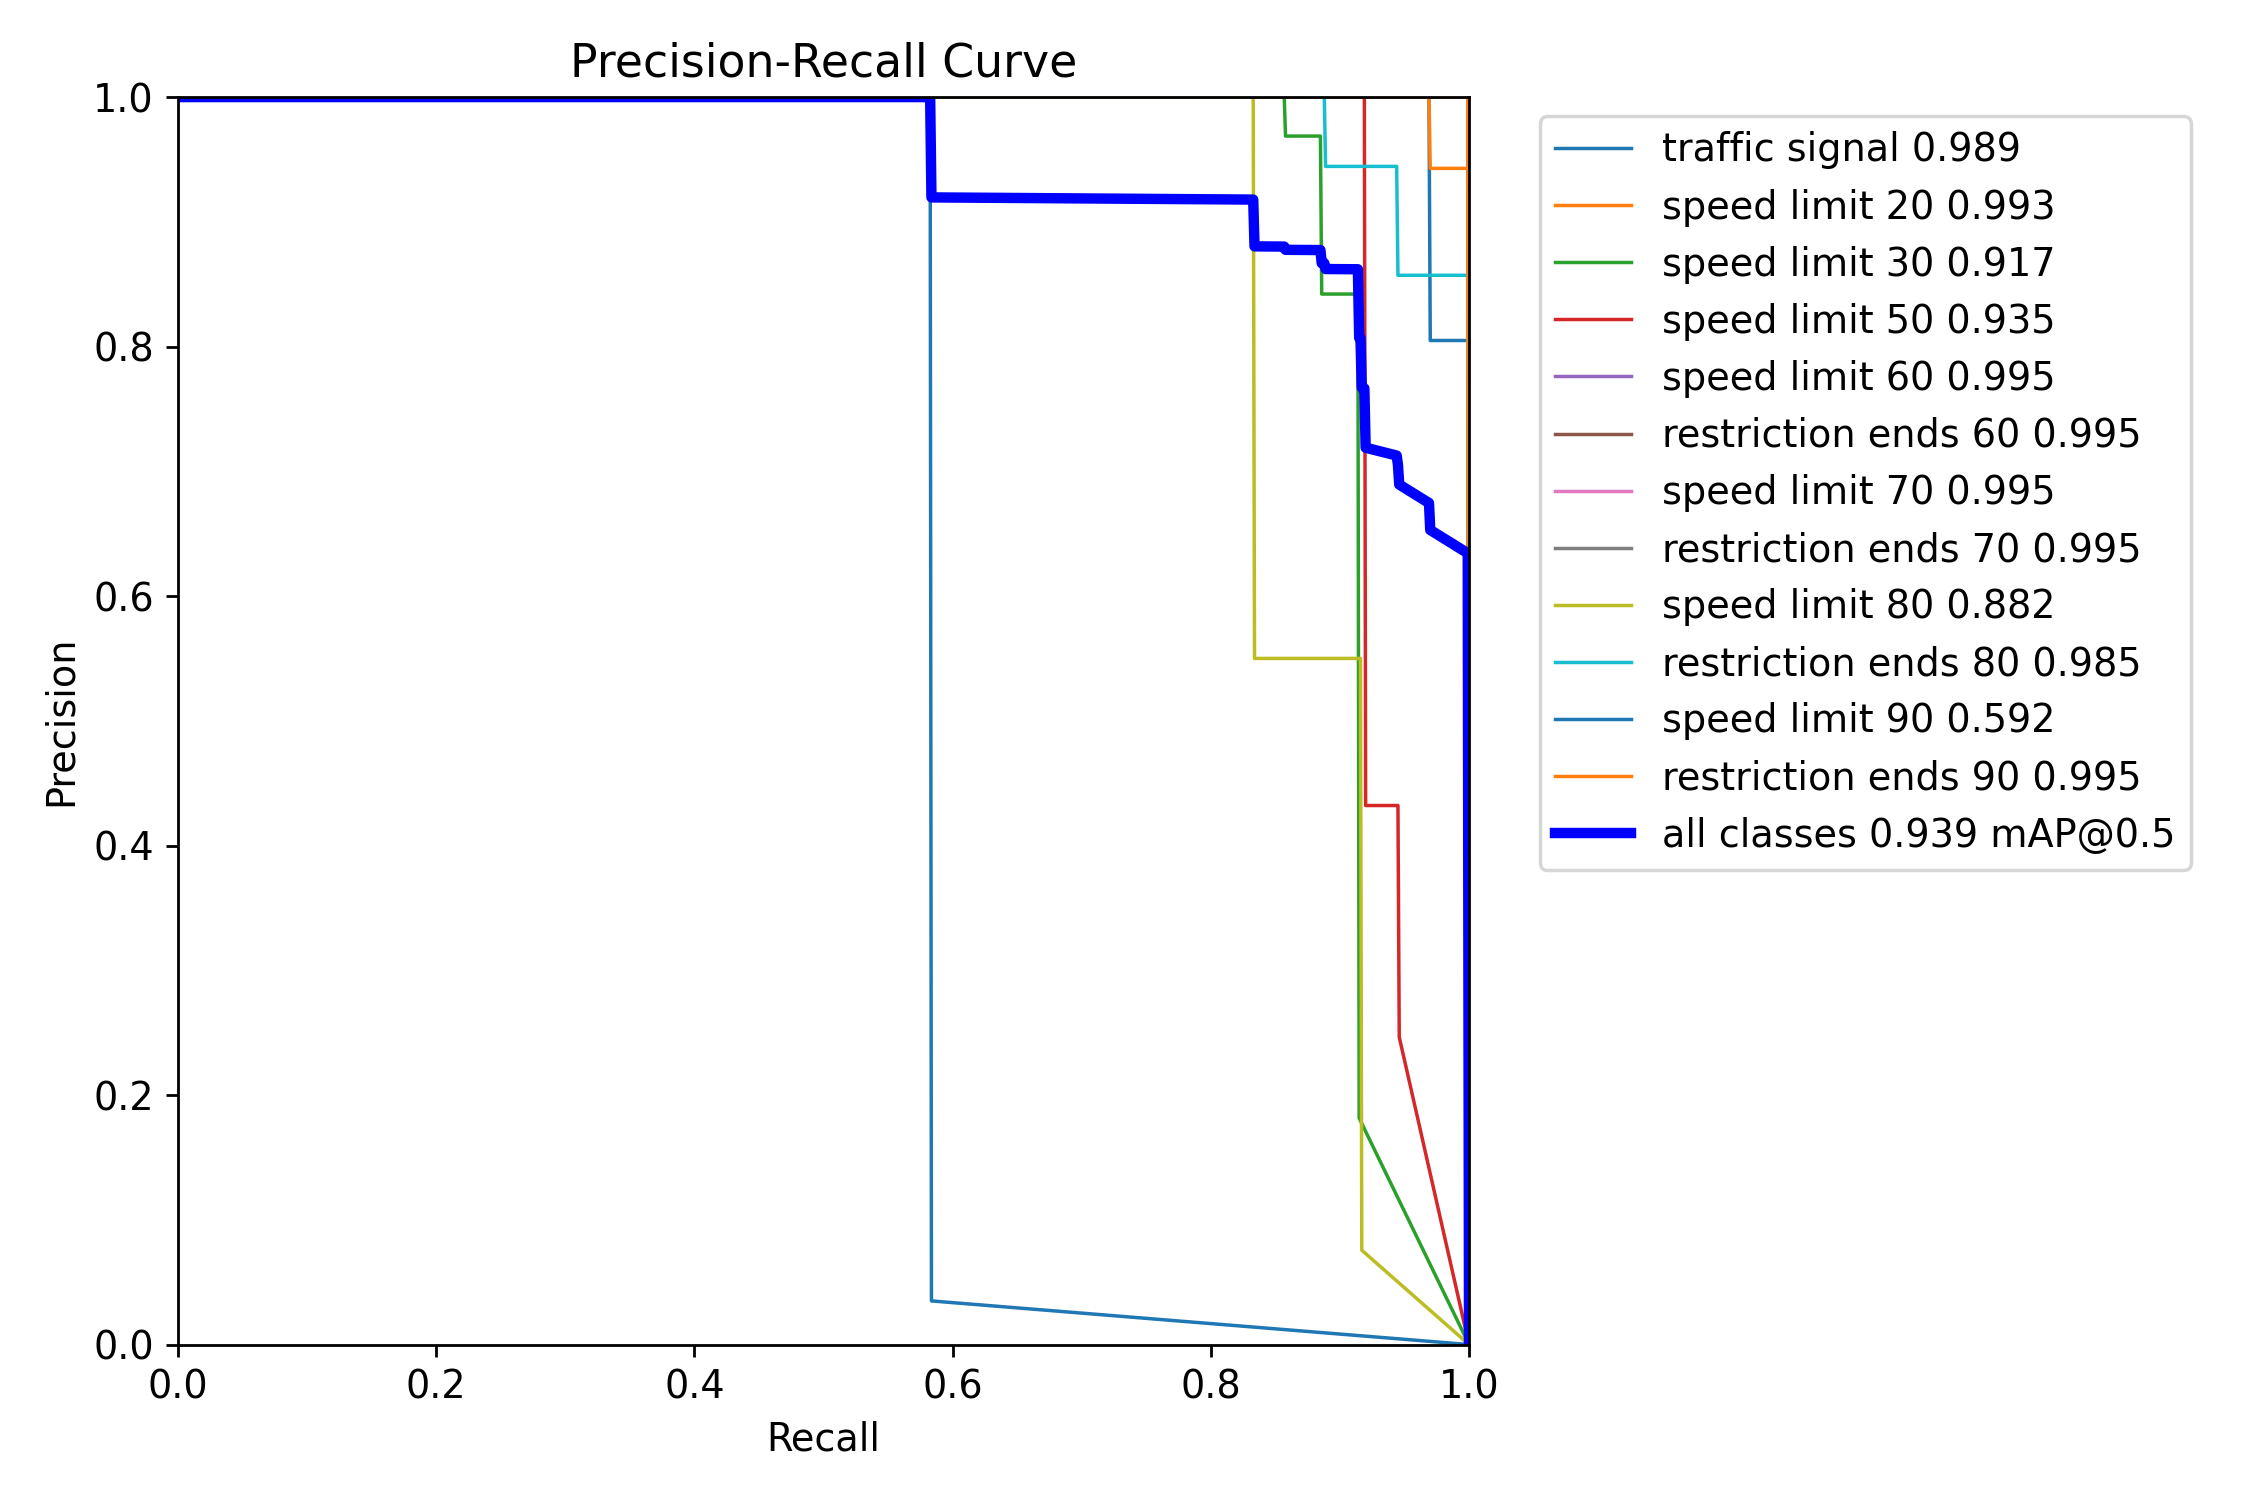 Precision-Recall Curve
1.0
0.8
0.6
0.4
0.2
0.0
Precision
0.0 0.2 0.4 0.6 0.8 1.0
Recall
traffic signal 0.989
speed limit 20 0.993
speed limit 30 0.917
speed limit 50 0.935
speed limit 60 0.995
restriction ends 60 0.995
speed limit 70 0.995
restriction ends 70 0.995
speed limit 80 0.882
restriction ends 80 0.985
speed limit 90 0.592
restriction ends 90 0.995
all classes 0.939 mAP@0.5